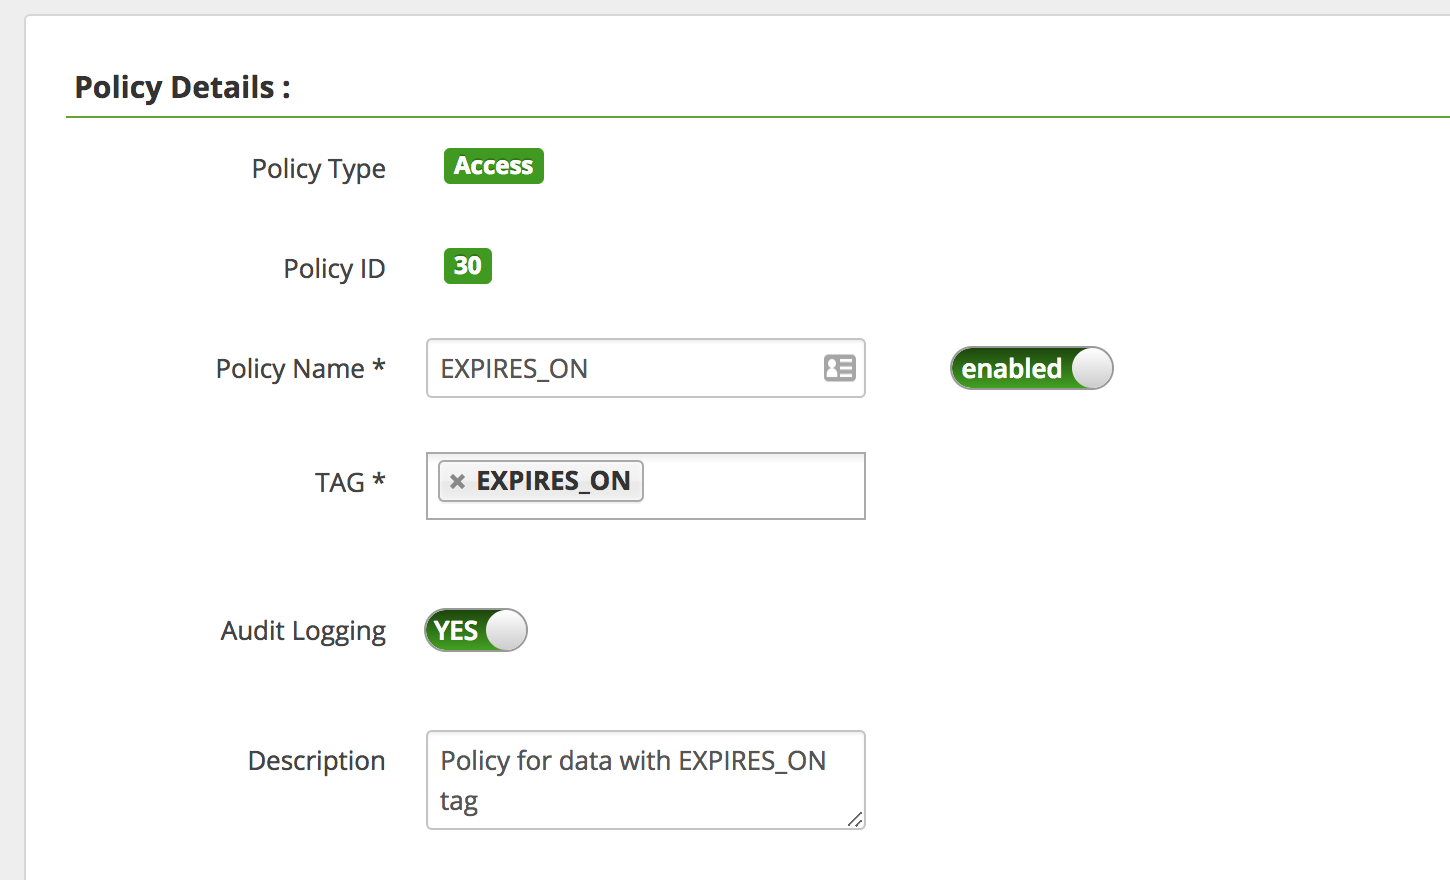 Policy Details :
Policy Type Access
Policy ID 30
Policy Name * EXPIRES_ON enabled
TAG * × EXPIRES_ON
Audit Logging YES
Description Policy for data with EXPIRES_ON
tag